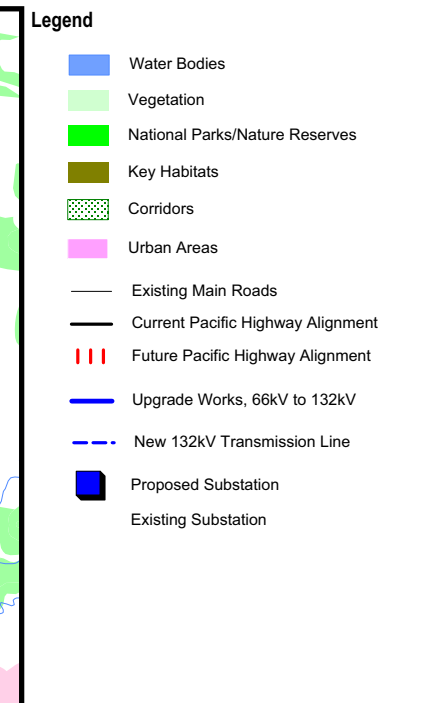 Legend
Water Bodies
Vegetation
National Parks/Nature Reserves
Key Habitats
Corridors
Urban Areas
Existing Main Roads
Current Pacific Highway Alignment
Future Pacific Highway Alignment
Upgrade Works, 66kV to 132kV
New 132kV Transmission Line
Proposed Substation
Existing Substation